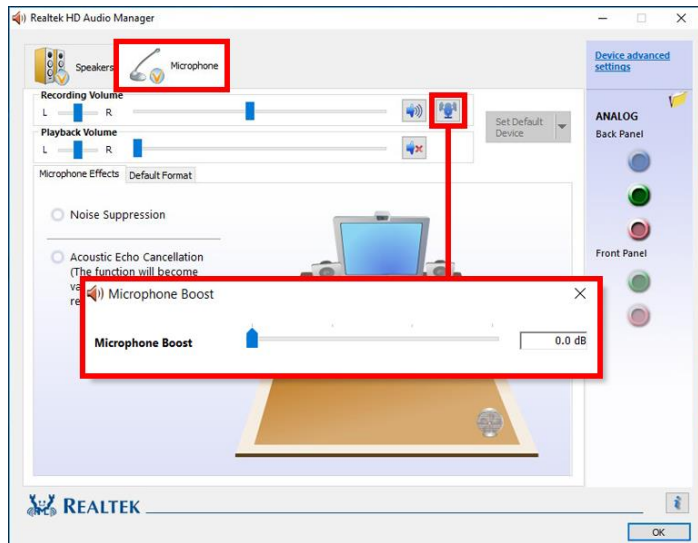 Realtek HD Audio Manager
Speakers
Microphone
Device advanced
settings
Recording Volume
L R
Set Default
Device
Playback Volume
L R
ANALOG
Back Panel
Microphone Effects Default Format
Noise Suppression
Acoustic Echo Cancellation
(The function will become
Front Panel
Microphone Boost
Microphone Boost 0.0 dB
REALTEK
OK